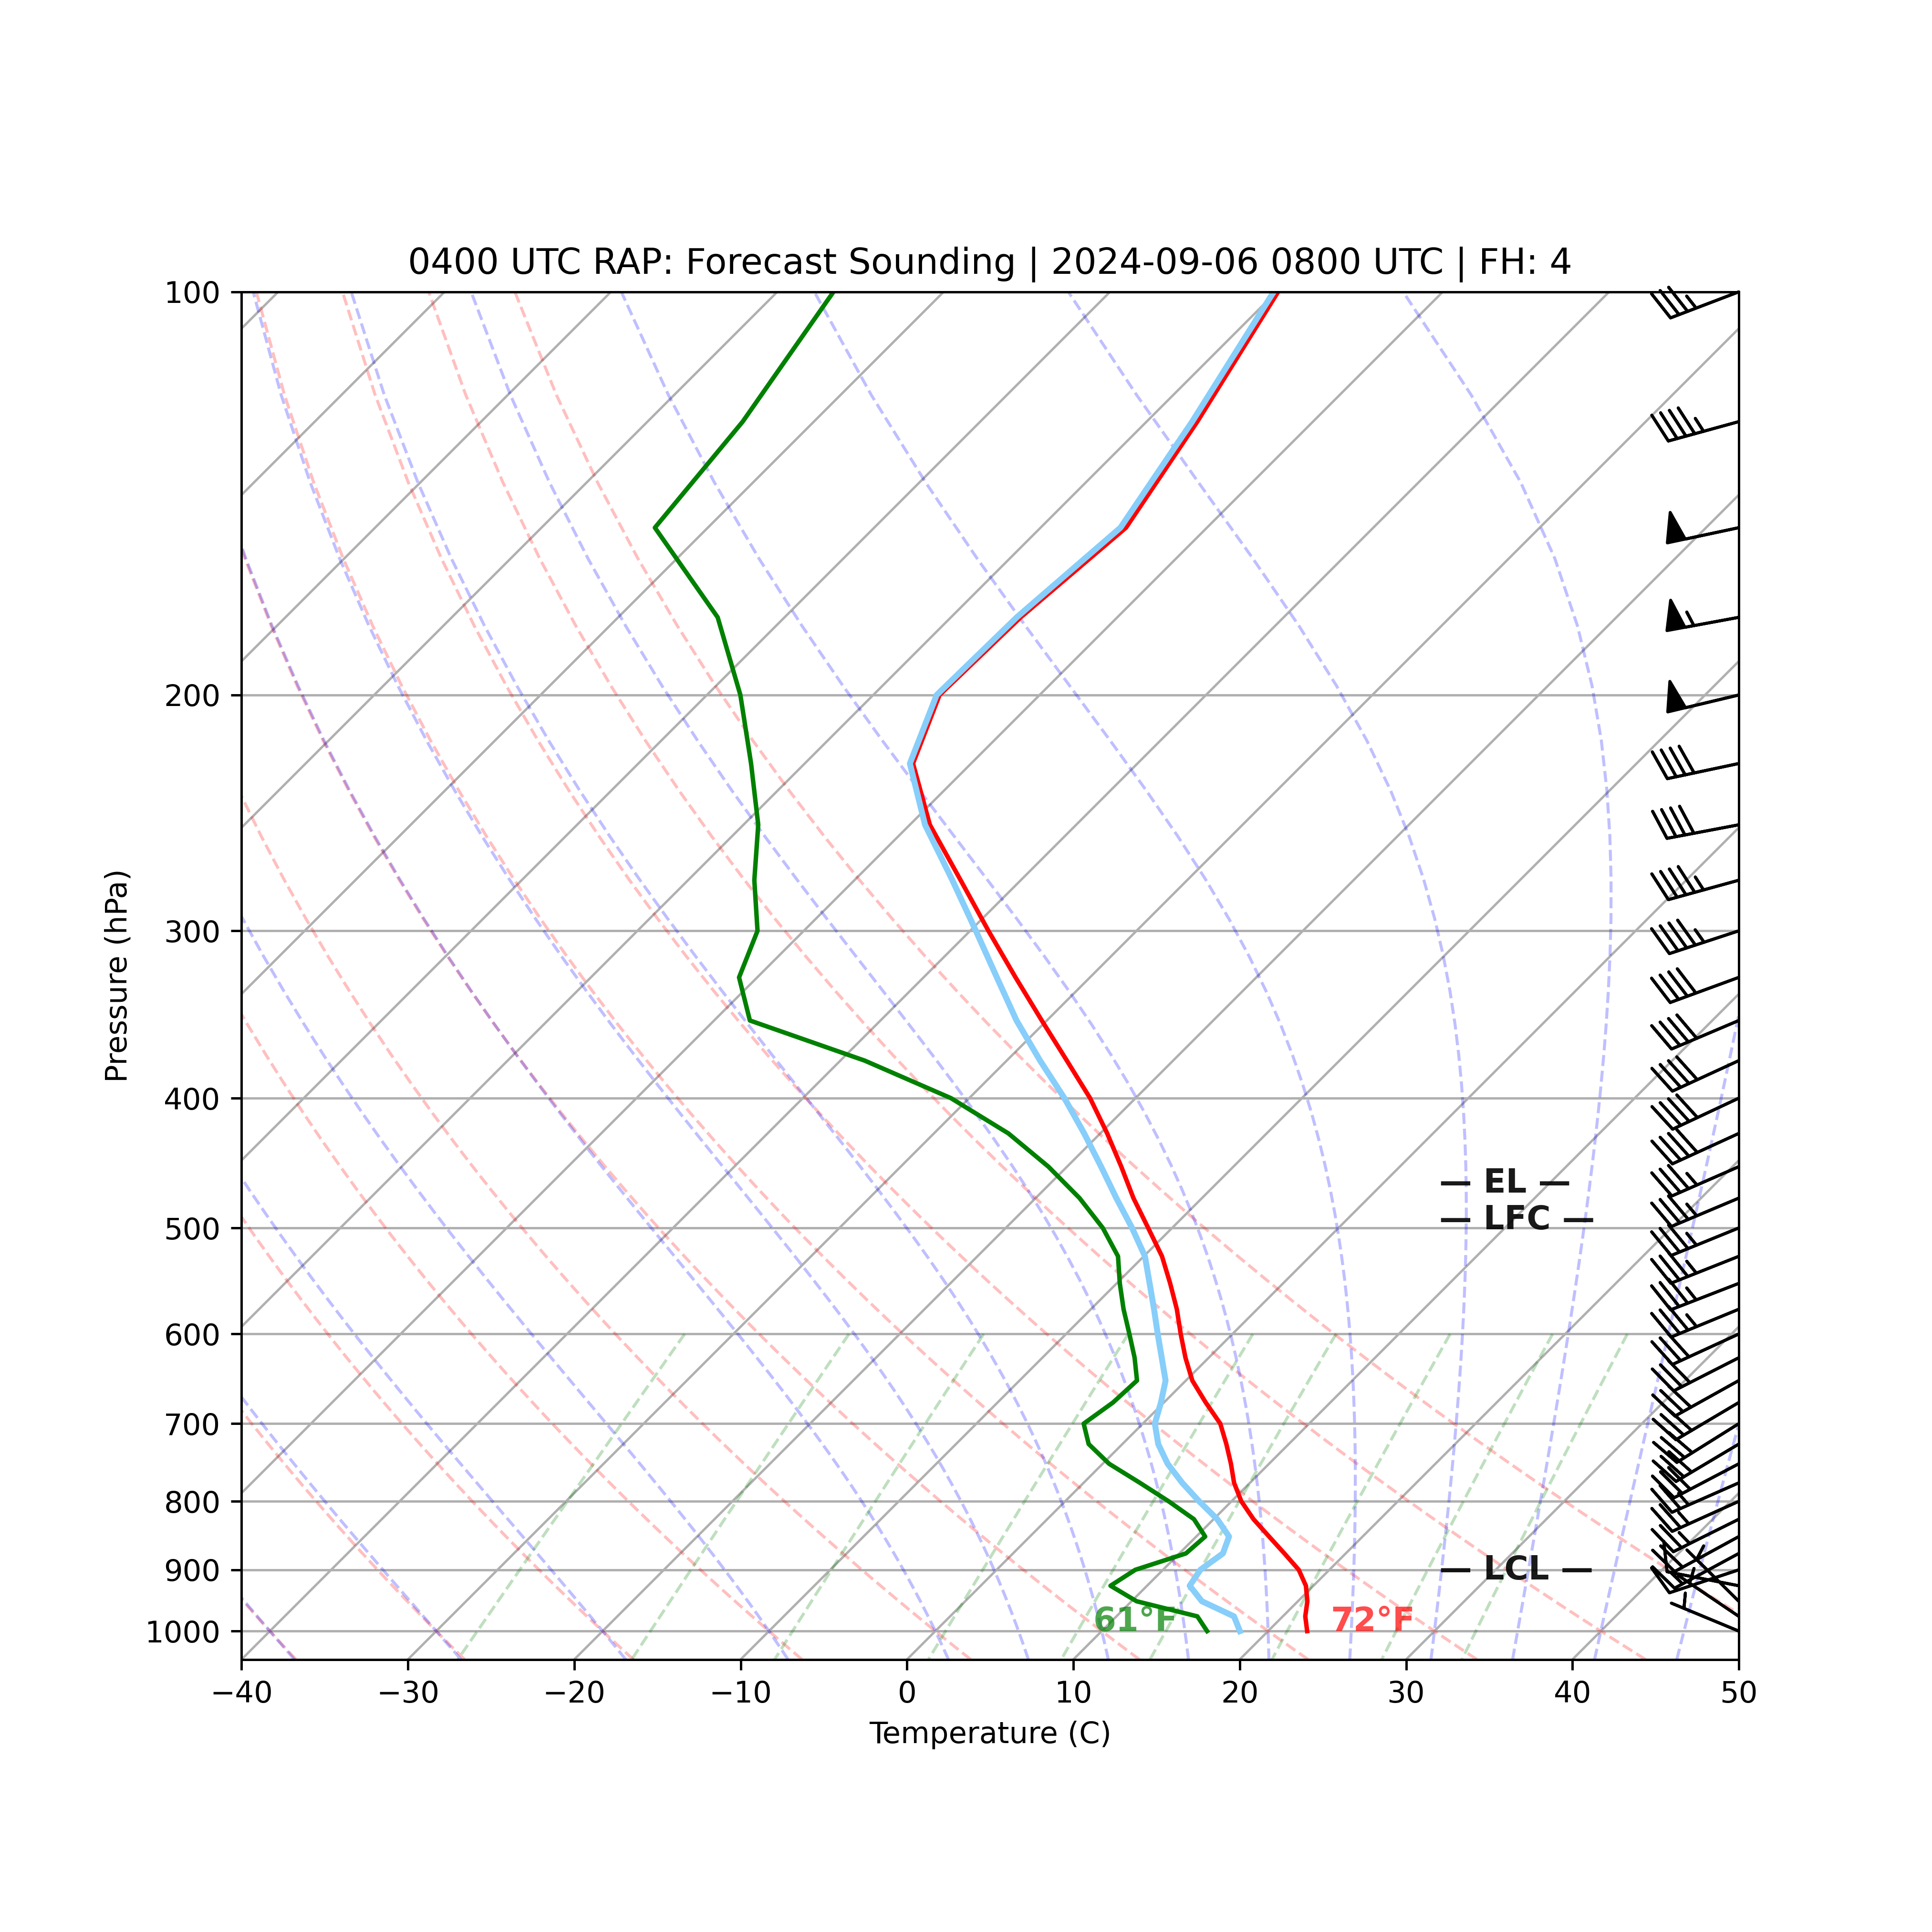 0400 UTC RAP: Forecast Sounding | 2024-09-06 0800 UTC | FH: 4
100
200
300
400
500
600
700
800
900
1000
Pressure (hPa)
— EL —
— LFC —
— LCL —
61°F
72°F
−40 −30 −20 −10 0 10 20 30 40 50
Temperature (C)